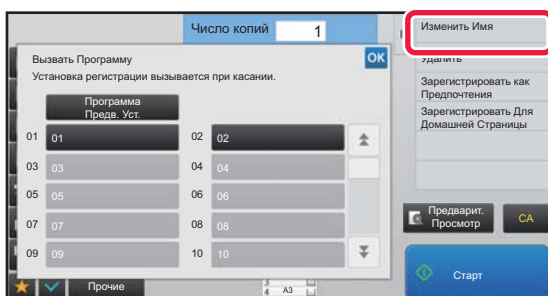 Число копий 1
Изменить Имя
Вызвать Программу
OK
Установка регистрации вызывается при касании.
Удалить
Зарегистрировать как
Предпочтения
Зарегистрировать Для
Домашней Страницы
Программа
Предв. Уст.
01 01 02 02
03 03 04 04
05 05 06 06
07 07 08 08
09 09 10 10
Предварит.
Просмотр
CA
Прочие
4 A3
Старт